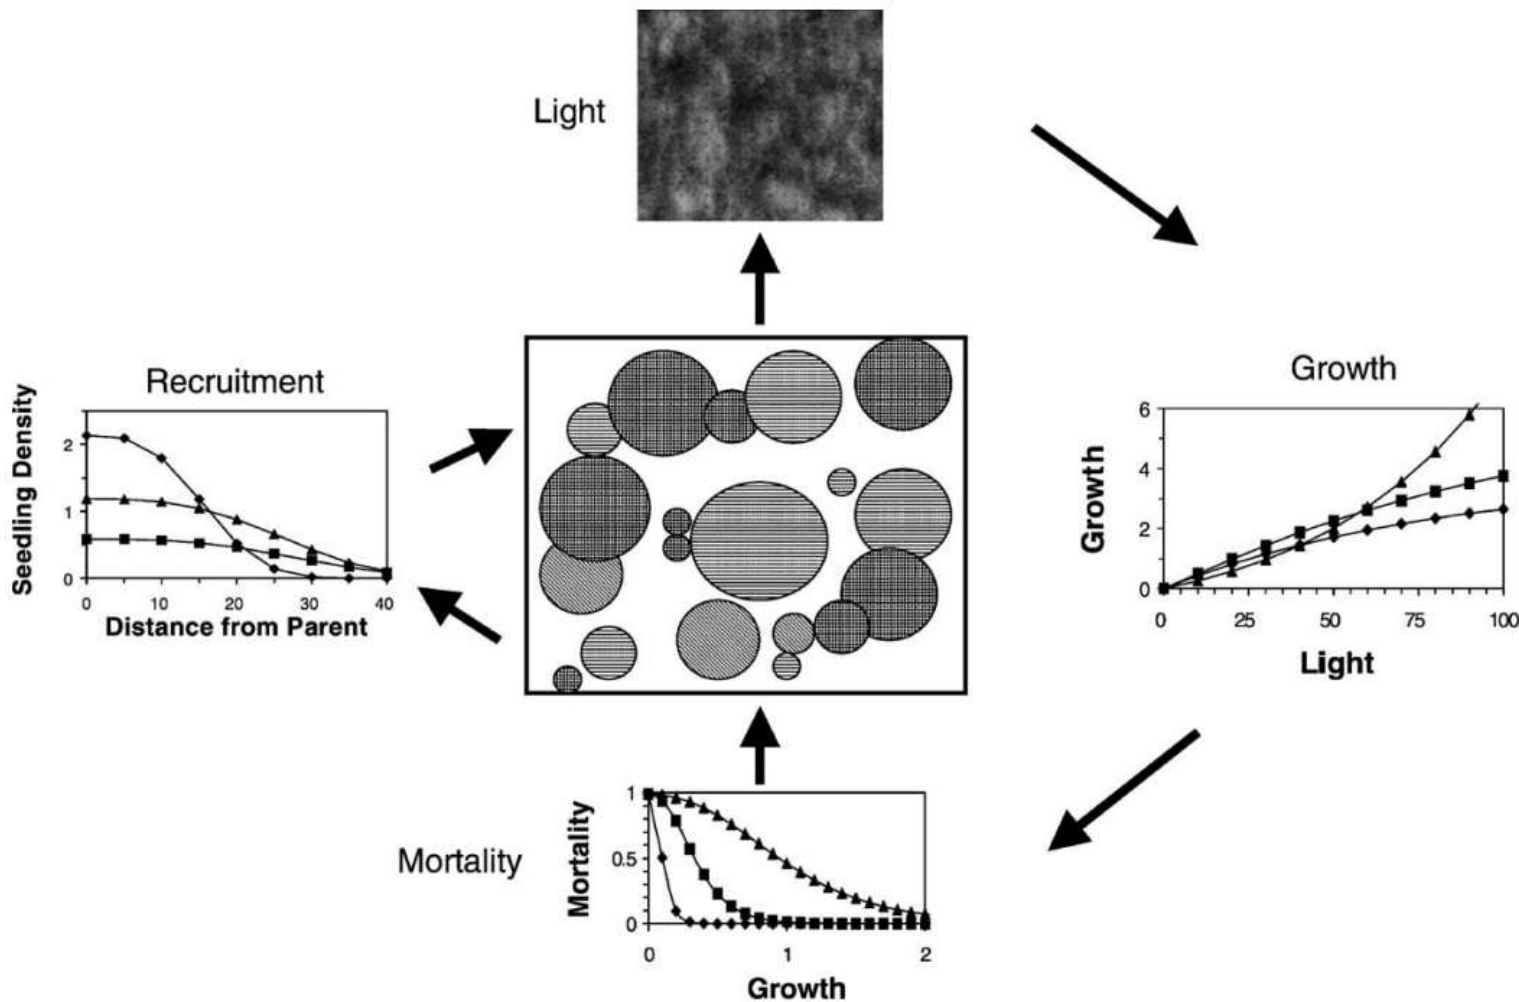 Light
Recruitment
Seedling Density
2
1
0
0 10 20 30 40
Distance from Parent
Growth
Growth
6
4
2
0
0 25 50 75 100
Light
Mortality
Mortality
1
0.5
0
0 1 2
Growth